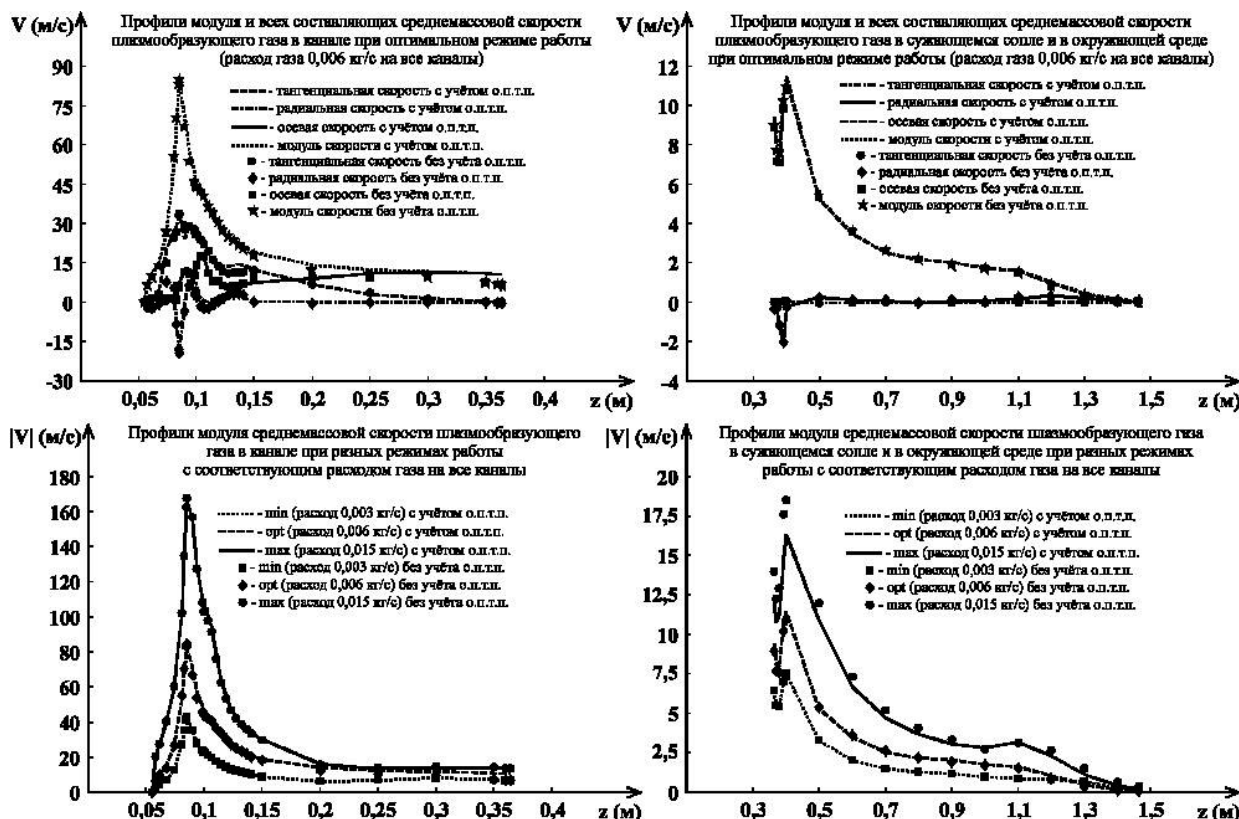 V (м/с)
Профили модуля и всех составляющих среднемассовой скорости
плазмообразующего газа в канале при оптимальном режиме работы
(расход газа 0,006 кг/с на все каналы)
- тангенциальная скорость с учётом о.п.т.п.
- радиальная скорость с учётом о.п.т.п.
- осевая скорость с учётом о.п.т.п.
- модуль скорости с учётом о.п.т.п.
- тангенциальная скорость без учёта о.п.т.п.
- радиальная скорость без учёта о.п.т.п.
- осевая скорость без учёта о.п.т.п.
- модуль скорости без учёта о.п.т.п.
90
75
60
45
30
15
0
-15
-30
0,05 0,1 0,15 0,2 0,25 0,3 0,35 0,4 z (м)
V (м/с)
Профили модуля и всех составляющих среднемассовой скорости
плазмообразующего газа в сужающемся сопле и в окружающей среде
при оптимальном режиме работы (расход газа 0,006 кг/с на все каналы)
- тангенциальная скорость с учётом о.п.т.п.
- радиальная скорость с учётом о.п.т.п.
- осевая скорость с учётом о.п.т.п.
- модуль скорости с учётом о.п.т.п.
- тангенциальная скорость без учёта о.п.т.п.
- радиальная скорость без учёта о.п.т.п.
- осевая скорость без учёта о.п.т.п.
- модуль скорости без учёта о.п.т.п.
12
10
8
6
4
2
0
-2
-4
0,3 0,5 0,7 0,9 1,1 1,3 1,5 z (м)
|V| (м/с)
Профили модуля среднемассовой скорости плазмообразующего
газа в канале при разных режимах работы
с соответствующим расходом газа на все каналы
- min (расход 0,003 кг/с) с учётом о.п.т.п.
- opt (расход 0,006 кг/с) с учётом о.п.т.п.
- max (расход 0,015 кг/с) с учётом о.п.т.п.
- min (расход 0,003 кг/с) без учёта о.п.т.п.
- opt (расход 0,006 кг/с) без учёта о.п.т.п.
- max (расход 0,015 кг/с) без учёта о.п.т.п.
180
160
140
120
100
80
60
40
20
0
0,05 0,1 0,15 0,2 0,25 0,3 0,35 0,4 z (м)
|V| (м/с)
Профили модуля среднемассовой скорости плазмообразующего газа
в сужающемся сопле и в окружающей среде при разных режимах
работы с соответствующим расходом газа на все каналы
- min (расход 0,003 кг/с) с учётом о.п.т.п.
- opt (расход 0,006 кг/с) с учётом о.п.т.п.
- max (расход 0,015 кг/с) с учётом о.п.т.п.
- min (расход 0,003 кг/с) без учёта о.п.т.п.
- opt (расход 0,006 кг/с) без учёта о.п.т.п.
- max (расход 0,015 кг/с) без учёта о.п.т.п.
20
17,5
15
12,5
10
7,5
5
2,5
0
0,3 0,5 0,7 0,9 1,1 1,3 1,5 z (м)